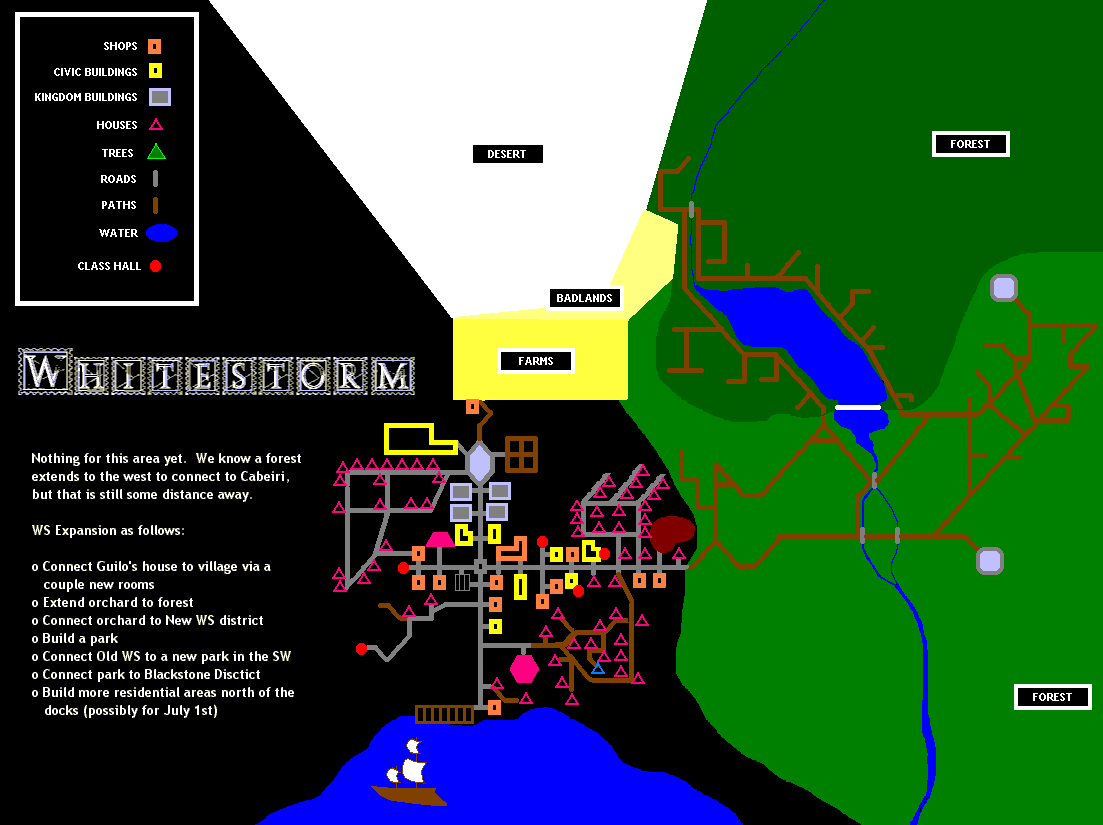 SHOPS
CIVIC BUILDINGS
KINGDOM BUILDINGS
HOUSES
TREES
ROADS
PATHS
WATER
CLASS HALL
DESERT
FOREST
BADLANDS
FARMS
WHITESTORM
Nothing for this area yet. We know a forest
extends to the west to connect to Cabeiri,
but that is still some distance away.
WS Expansion as follows:
o Connect Guilo's house to village via a
couple new rooms
o Extend orchard to forest
o Connect orchard to New WS district
o Build a park
o Connect Old WS to a new park in the SW
o Connect park to Blackstone Disctict
o Build more residential areas north of the
docks (possibly for July 1st)
FOREST